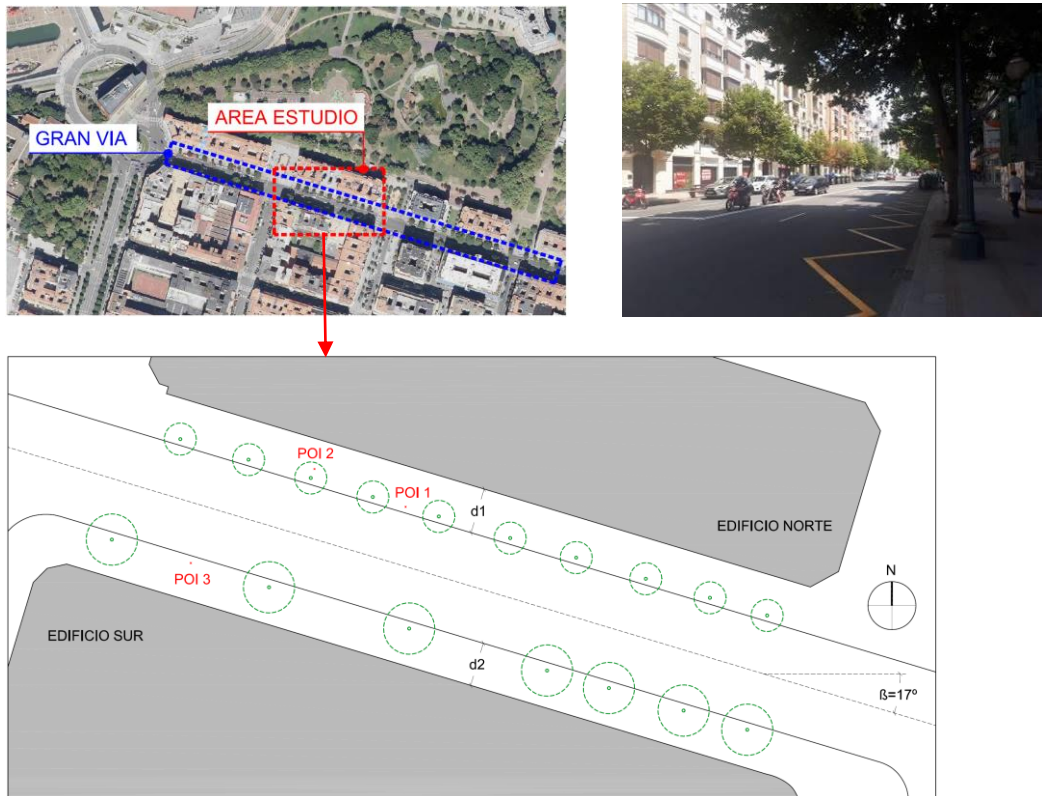 AREA ESTUDIO
GRAN VIA
POI 2
POI 1
d1
EDIFICIO NORTE
N
POI 3
EDIFICIO SUR
d2
ß=17º